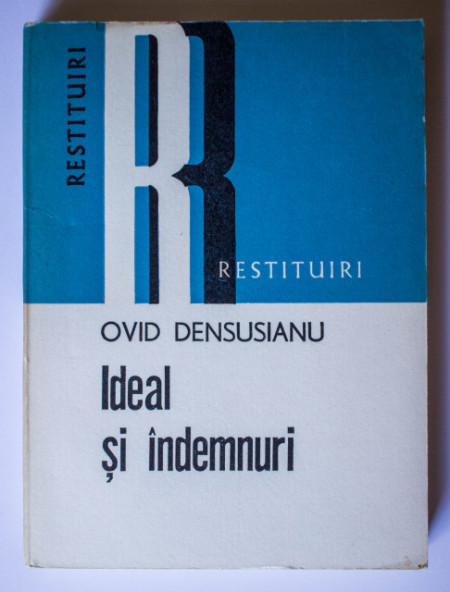 RESTITUIRI
R
RESTITUIRI
OVID DENSUSIANU
Ideal
și îndemnuri